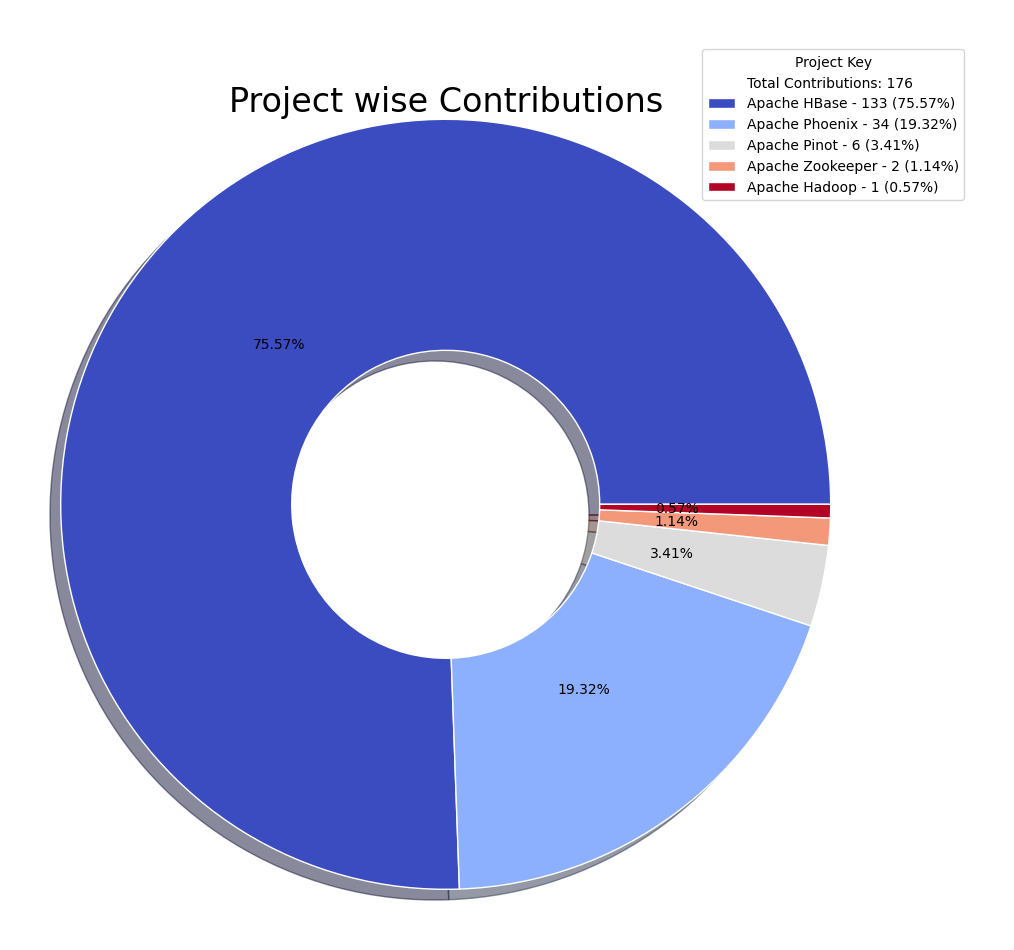 Project wise Contributions
Project Key
Total Contributions: 176
Apache HBase - 133 (75.57%)
Apache Phoenix - 34 (19.32%)
Apache Pinot - 6 (3.41%)
Apache Zookeeper - 2 (1.14%)
Apache Hadoop - 1 (0.57%)
75.57%
0.57%
1.14%
3.41%
19.32%